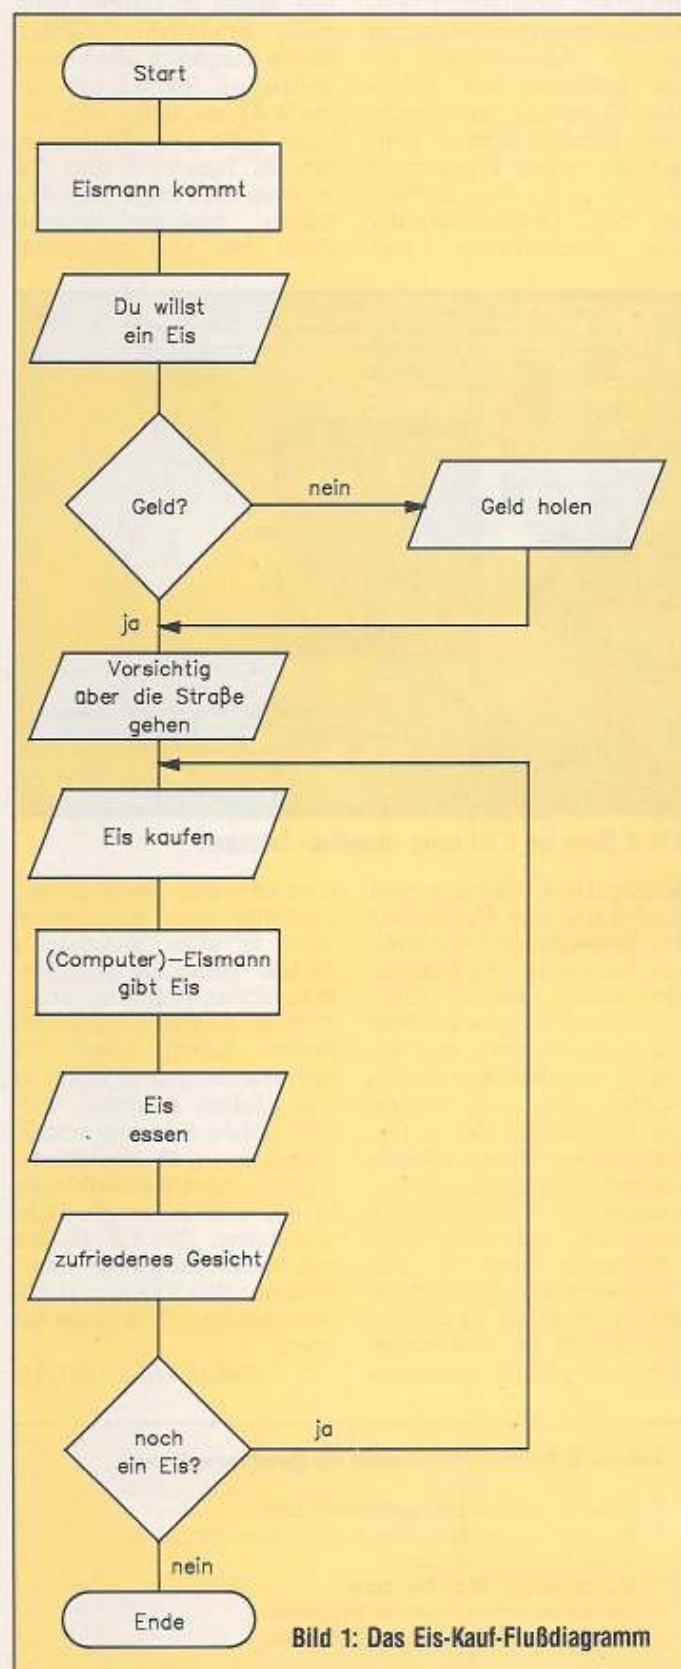 Start
Eismann kommt
Du willst
ein Eis
Geld?
nein
Geld holen
ja
Vorsichtig
über die Straße
gehen
Eis kaufen
(Computer)-Eismann
gibt Eis
Eis
essen
zufriedenes Gesicht
noch
ein Eis?
ja
nein
Ende
Bild 1: Das Eis-Kauf-Flußdiagramm